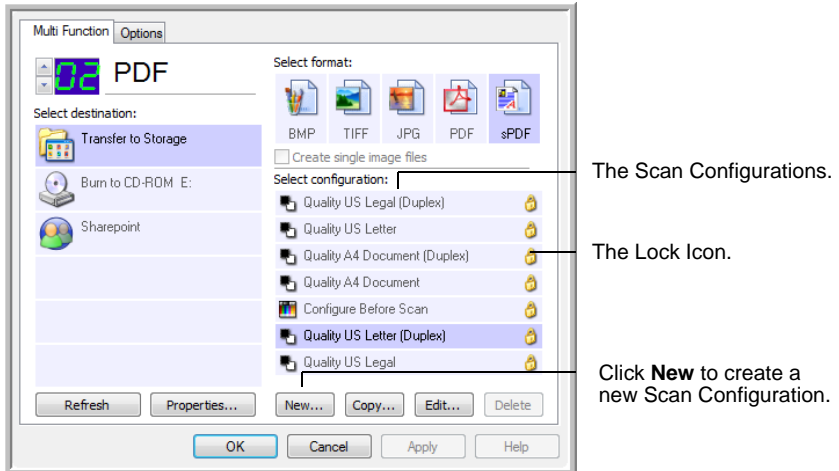 Multi Function Options
02 PDF
Select destination:
Transfer to Storage
Burn to CD-ROM E:
Sharepoint
Refresh Properties...
Select format:
BMP TIFF JPG PDF sPDF
Create single image files
Select configuration:
Quality US Legal (Duplex)
Quality US Letter
Quality A4 Document (Duplex)
Quality A4 Document
Configure Before Scan
Quality US Letter (Duplex)
Quality US Legal
New... Copy... Edit... Delete
OK Cancel Apply Help
The Scan Configurations.
The Lock Icon.
Click New to create a
new Scan Configuration.